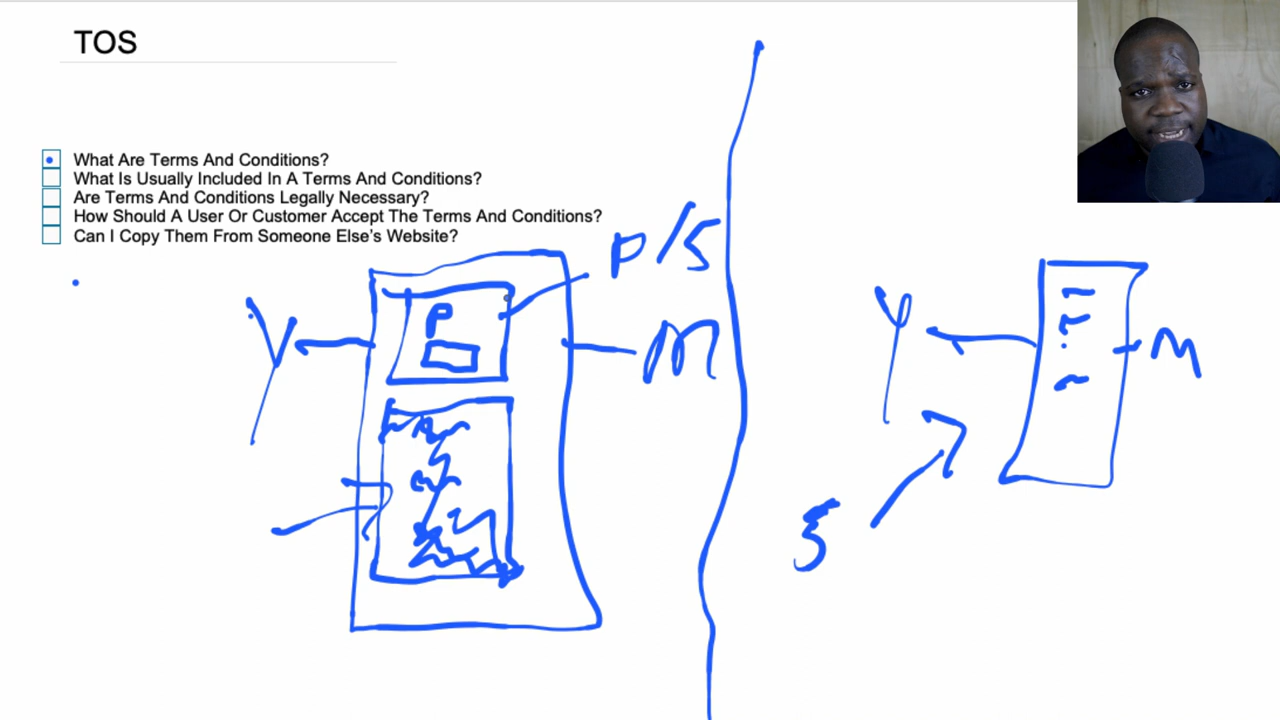 TOS
What Are Terms And Conditions?
What Is Usually Included In A Terms And Conditions?
Are Terms And Conditions Legally Necessary?
How Should A User Or Customer Accept The Terms And Conditions?
Can I Copy Them From Someone Else's Website?
P/S
P
Y
M
Y
M
5